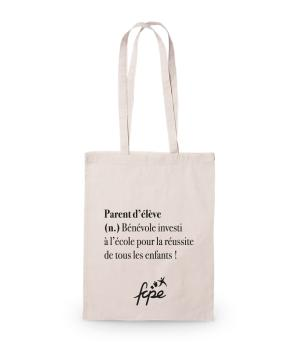 Parent d'élève
(n.) Bénévole investi
à l'école pour la réussite
de tous les enfants !
fcpe